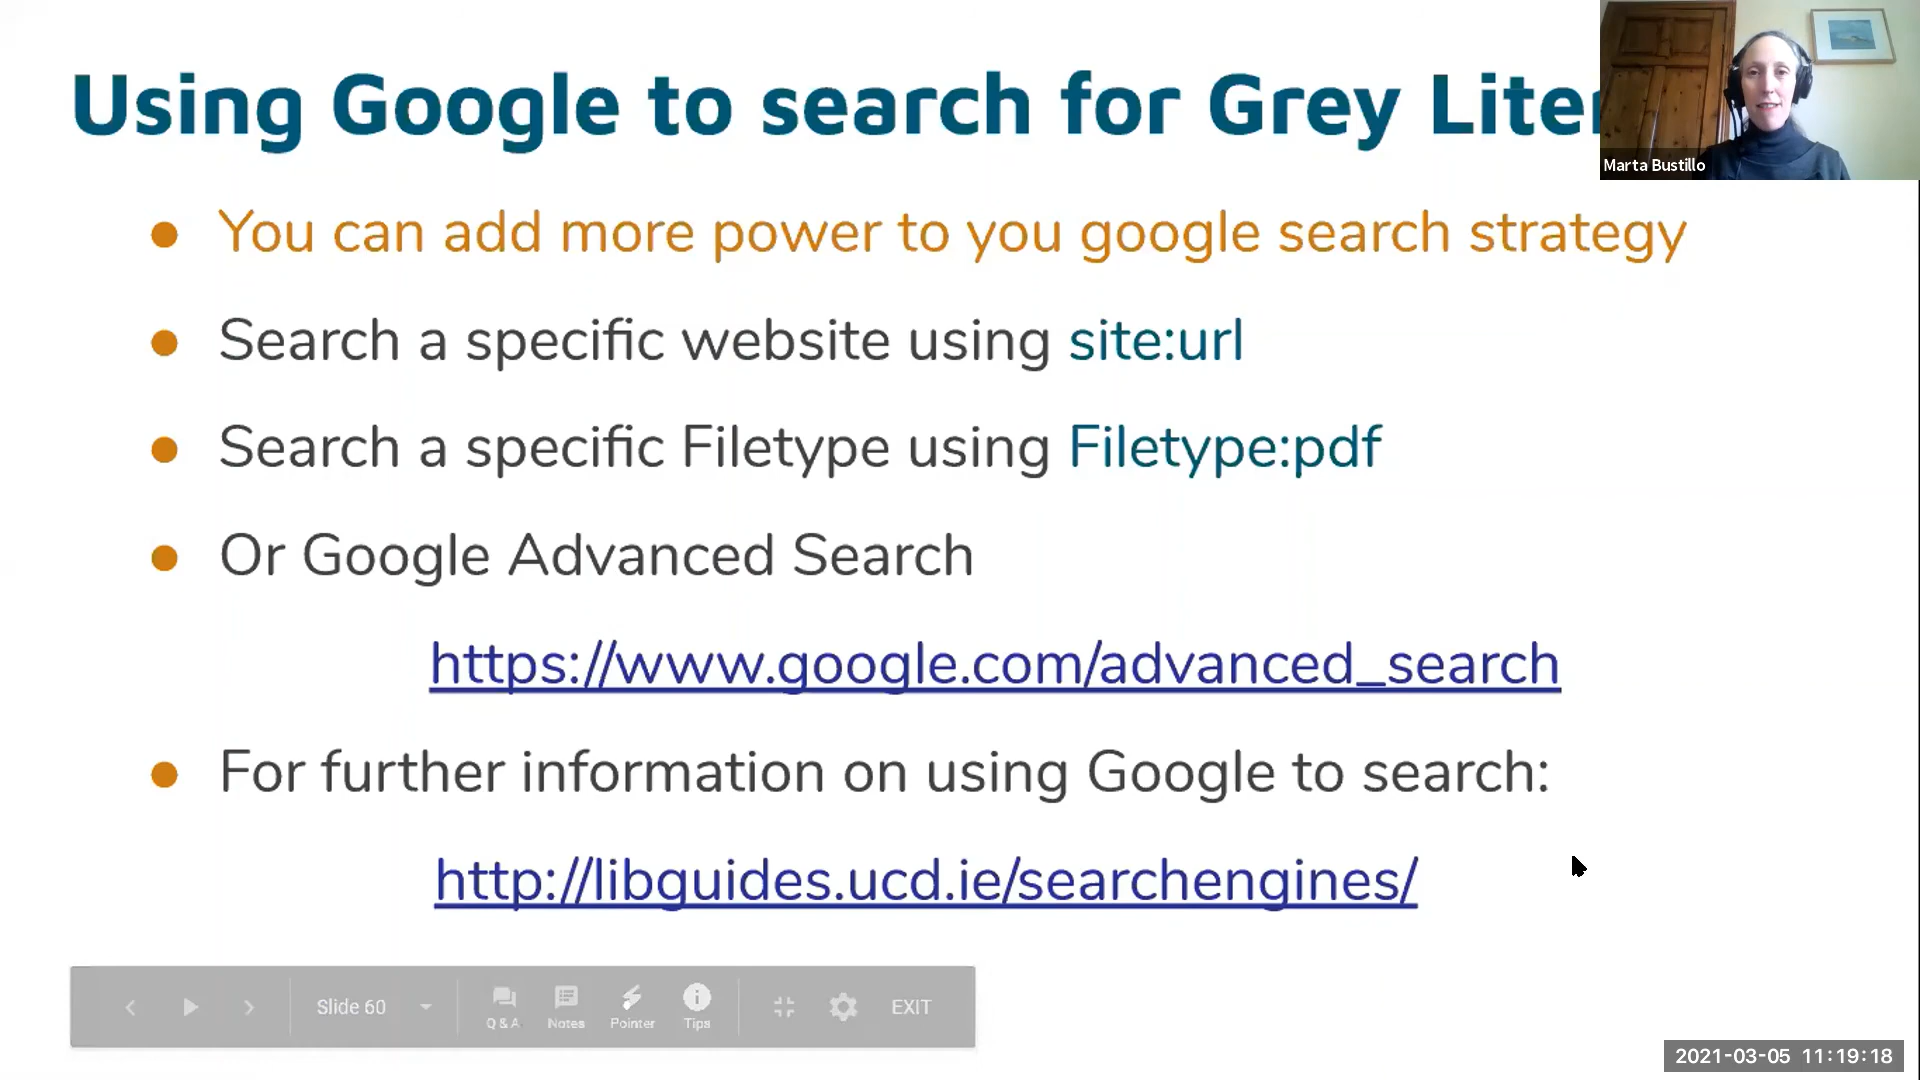 Using Google to search for Grey Liter
Marta Bustillo
You can add more power to you google search strategy
Search a specific website using site:url
Search a specific Filetype using Filetype:pdf
Or Google Advanced Search
https://www.google.com/advanced_search
For further information on using Google to search:
http://libguides.ucd.ie/searchengines/
Slide 60
Q & A
Notes
Pointer
Tips
EXIT
2021-03-05 11:19:18